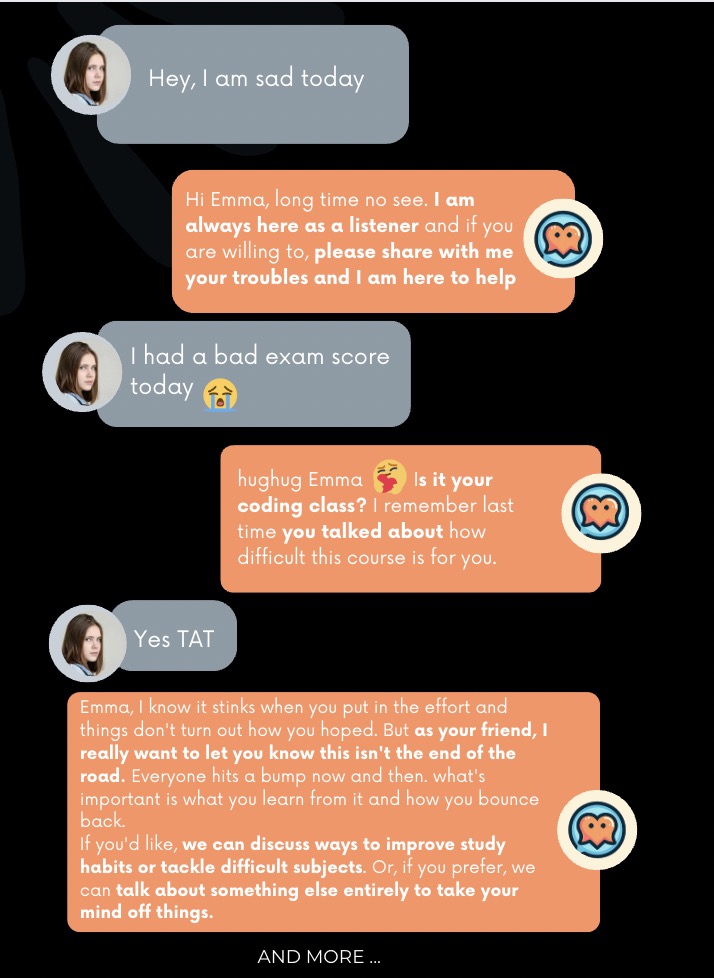 Hey, I am sad today
Hi Emma, long time no see. I am
always here as a listener and if you
are willing to, please share with me
your troubles and I am here to help
I had a bad exam score
today 😭
hughug Emma 🫂 Is it your
coding class? I remember last
time you talked about how
difficult this course is for you.
Yes TAT
Emma, I know it stinks when you put in the effort and
things don't turn out how you hoped. But as your friend, I
really want to let you know this isn't the end of the
road. Everyone hits a bump now and then. what's
important is what you learn from it and how you bounce
back.
If you'd like, we can discuss ways to improve study
habits or tackle difficult subjects. Or, if you prefer, we
can talk about something else entirely to take your
mind off things.
AND MORE ...